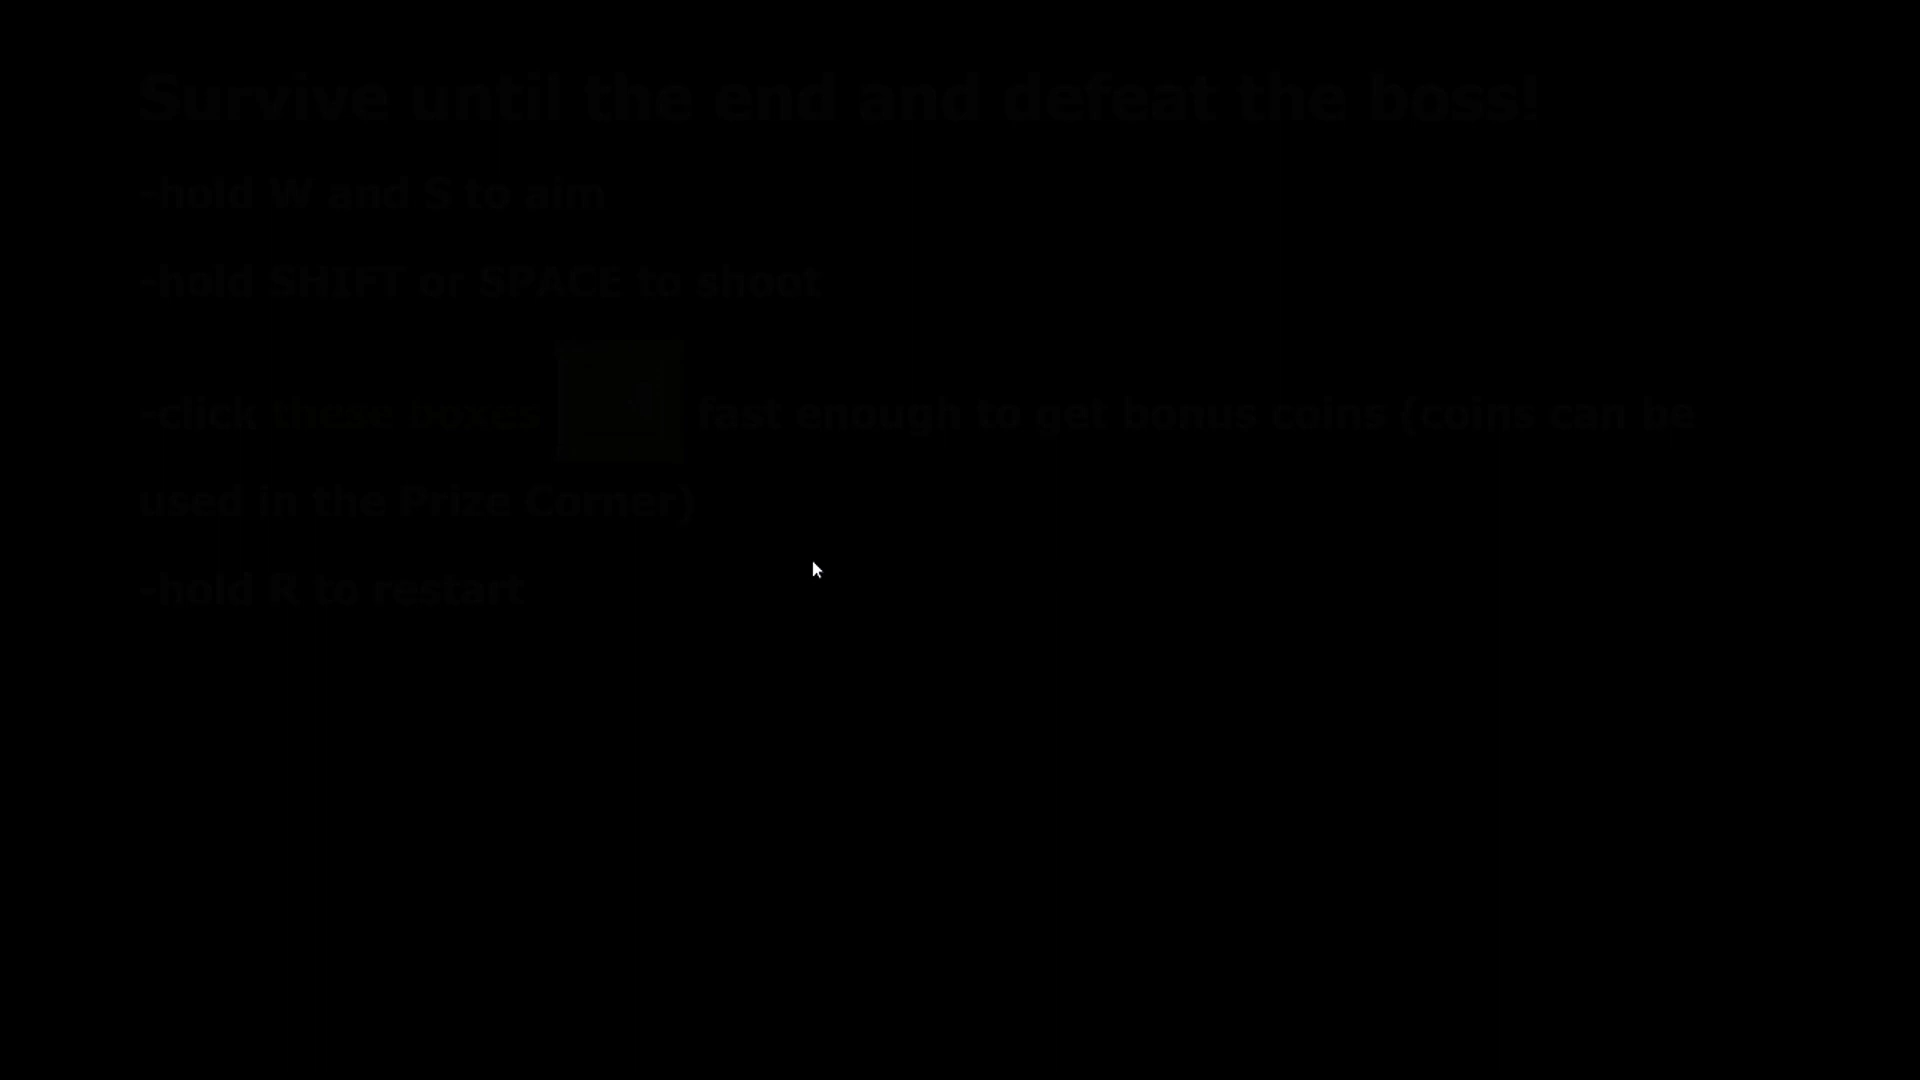 Survive until the end and defeat the boss!
-hold W and S to aim
-hold SHIFT or SPACE to shoot
-click these boxes fast enough to get bonus coins (coins can be
used in the Prize Corner)
-hold R to restart